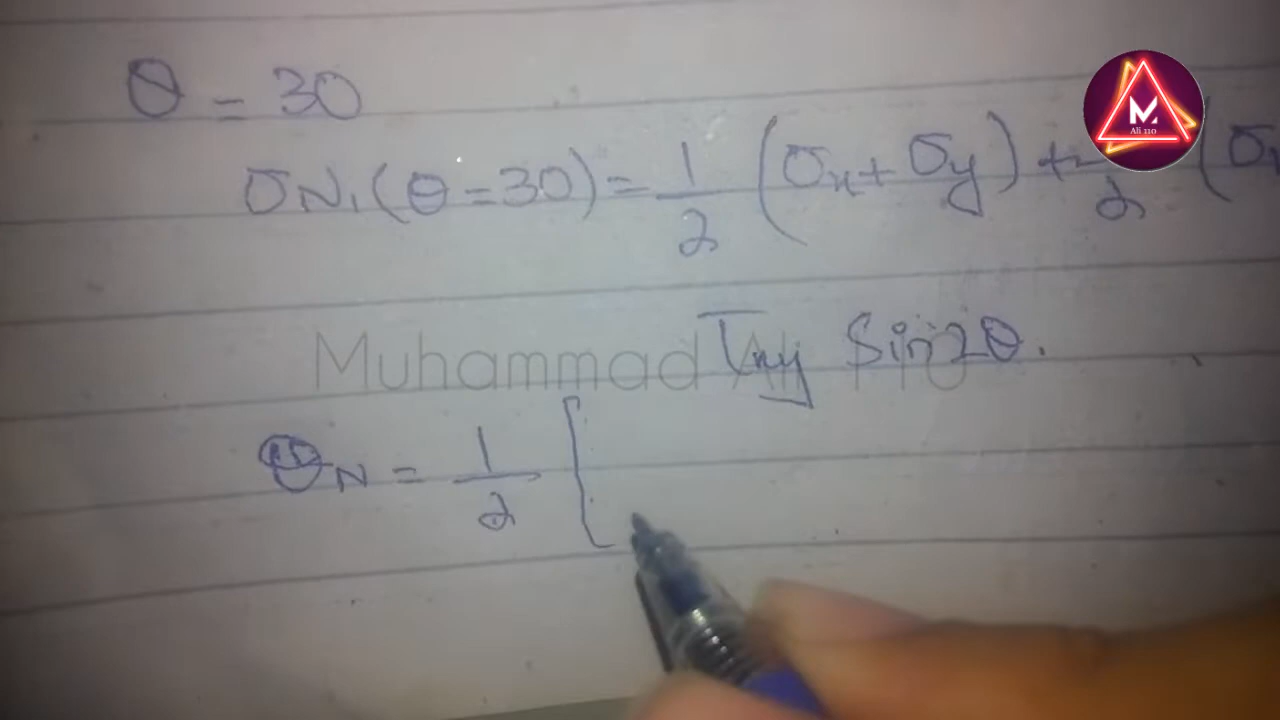 θ = 30
σN₁(θ=30) = 1/2 (σx + σy) + 1/2 (σ
M
Ali 110
τxy Sin2θ.
Muhammad Ali 110
σN = 1/2 [